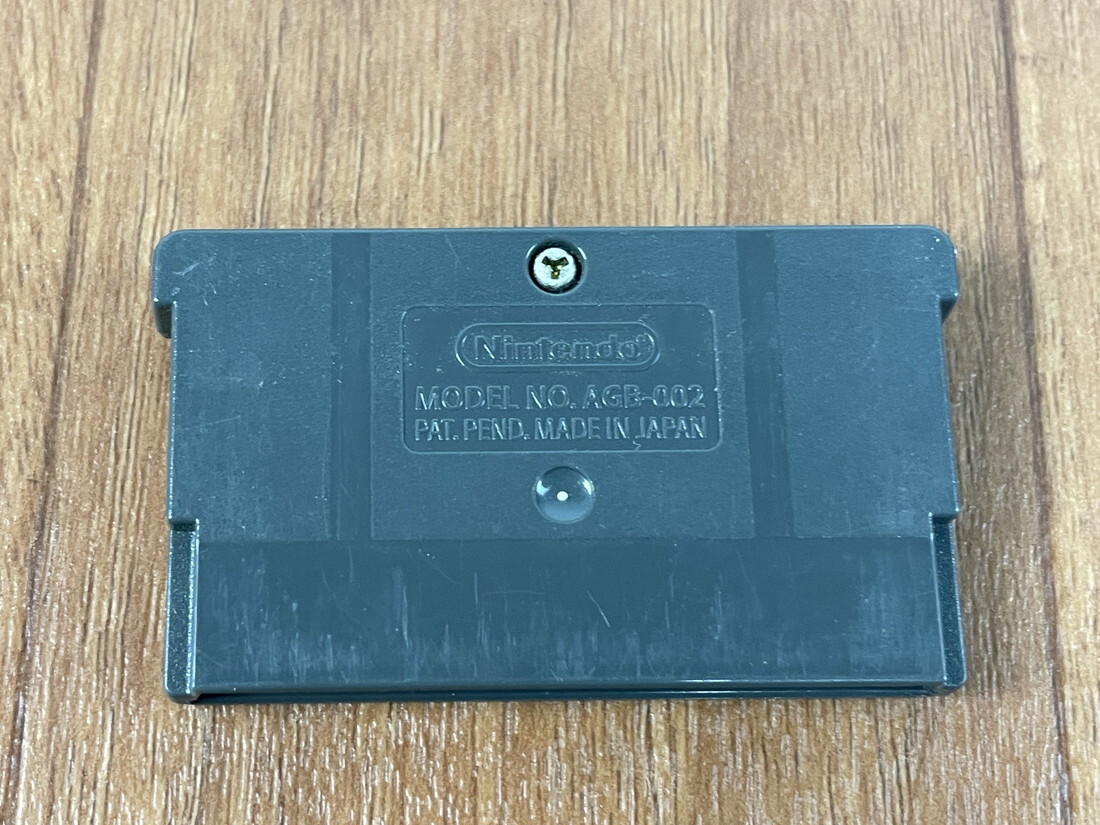 Nintendo®
MODEL NO. AGB-002
PAT. PEND. MADE IN JAPAN